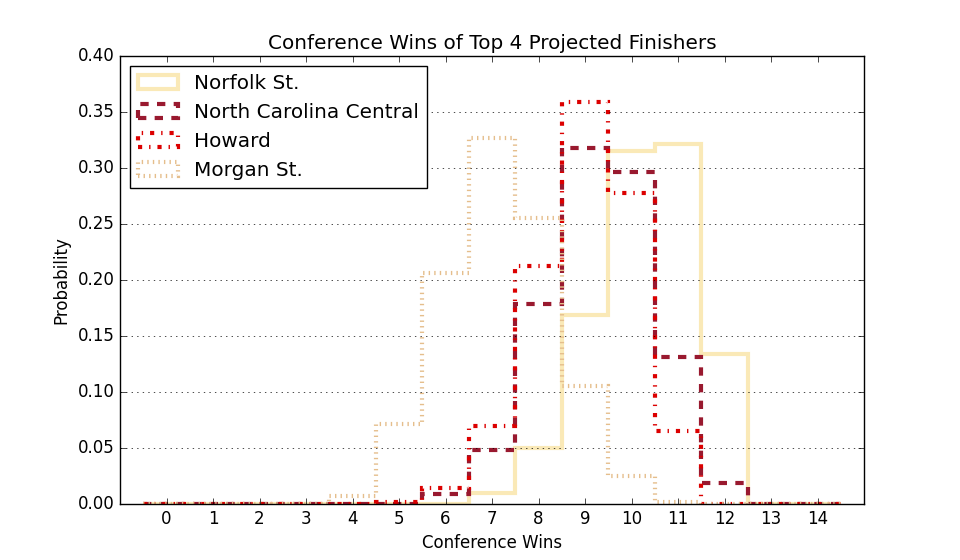 Conference Wins of Top 4 Projected Finishers
0.40
0.35
0.30
0.25
0.20
0.15
0.10
0.05
0.00
Probability
Norfolk St.
North Carolina Central
Howard
Morgan St.
0 1 2 3 4 5 6 7 8 9 10 11 12 13 14
Conference Wins